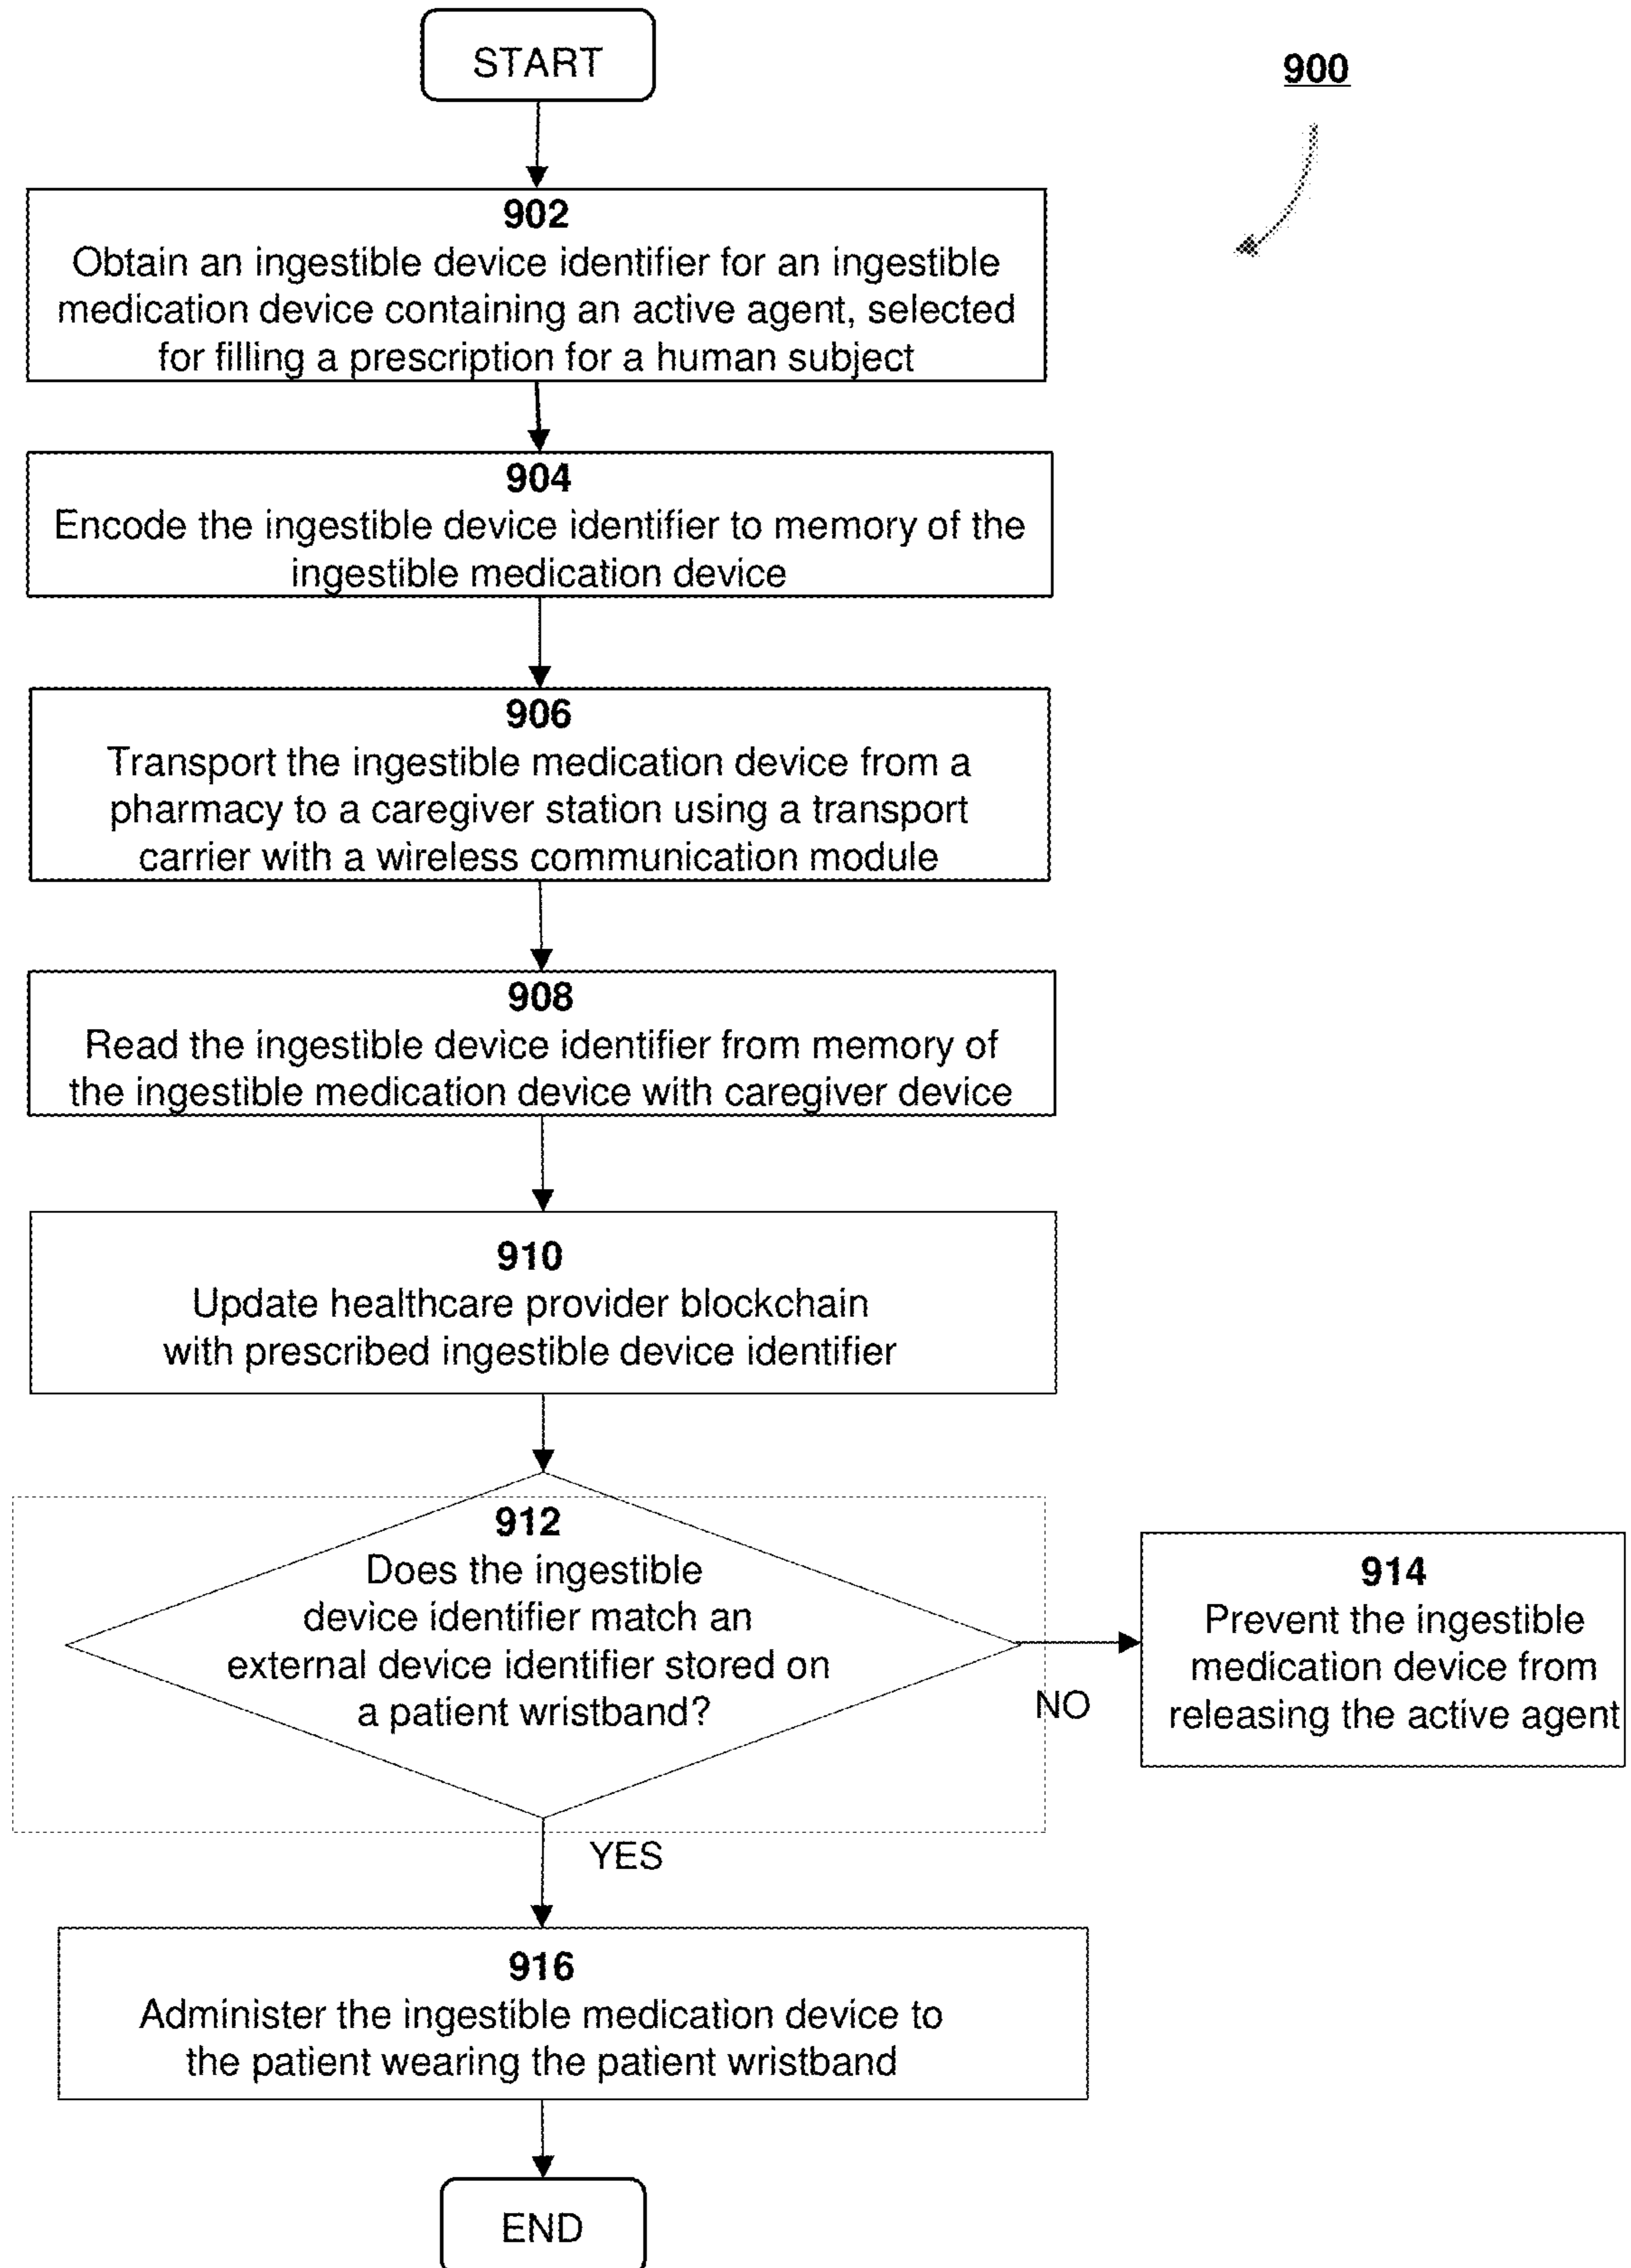 START
900
902
Obtain an ingestible device identifier for an ingestible
medication device containing an active agent, selected
for filling a prescription for a human subject
904
Encode the ingestible device identifier to memory of the
ingestible medication device
906
Transport the ingestible medication device from a
pharmacy to a caregiver station using a transport
carrier with a wireless communication module
908
Read the ingestible device identifier from memory of
the ingestible medication device with caregiver device
910
Update healthcare provider blockchain
with prescribed ingestible device identifier
912
Does the ingestible
device identifier match an
external device identifier stored on
a patient wristband?
NO
914
Prevent the ingestible
medication device from
releasing the active agent
YES
916
Administer the ingestible medication device to
the patient wearing the patient wristband
END